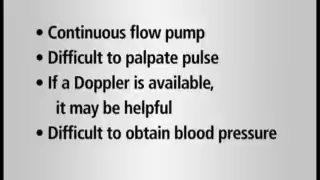 • Continuous flow pump
• Difficult to palpate pulse
• If a Doppler is available,
it may be helpful
• Difficult to obtain blood pressure